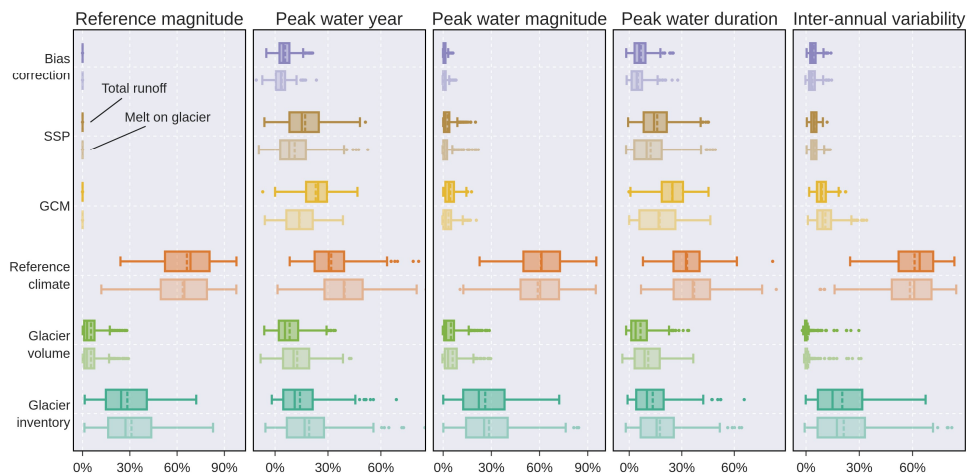 Reference magnitude Peak water year Peak water magnitude Peak water duration Inter-annual variability
Bias
correction
Total runoff
Melt on glacier
SSP
GCM
Reference
climate
Glacier
volume
Glacier
inventory
0% 30% 60% 90% 0% 30% 60% 0% 30% 60% 90% 0% 30% 60% 0% 30% 60% 90%